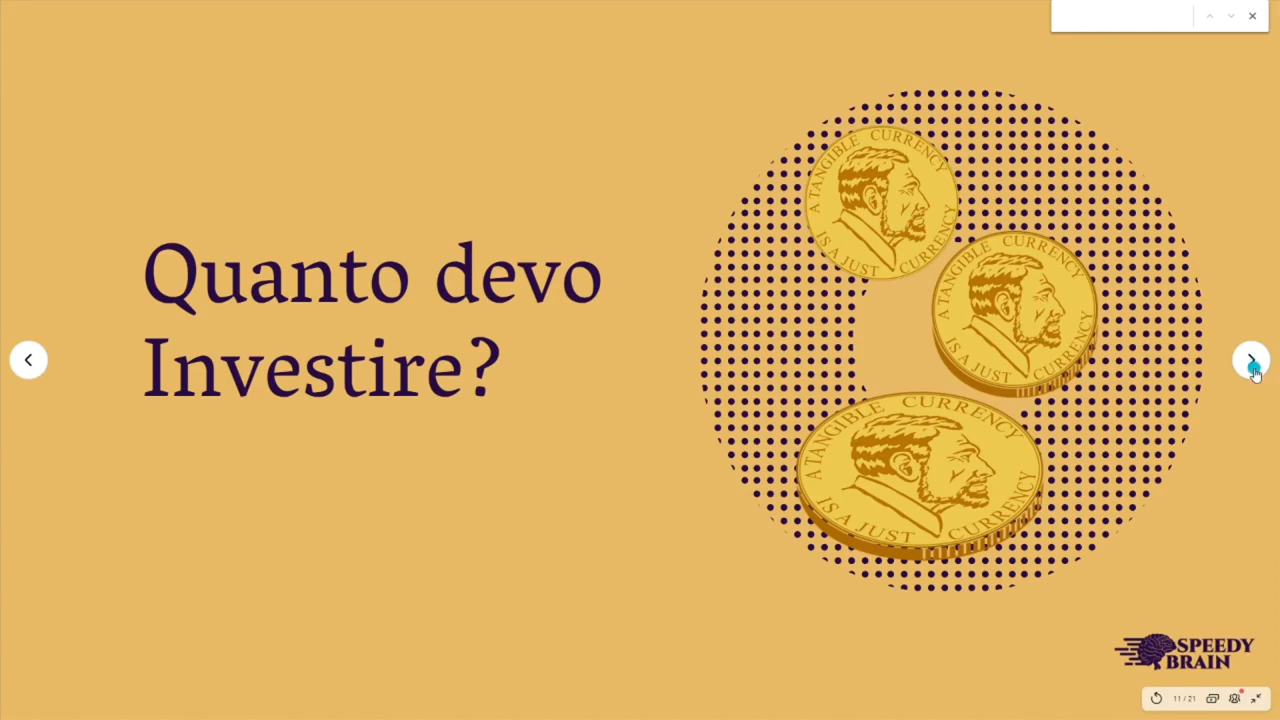 Quanto devo
Investire?
A TANGIBLE CURRENCY
IS A JUST CURRENCY
A TANGIBLE CURRENCY
IS A JUST CURRENCY
A TANGIBLE CURRENCY
IS A JUST CURRENCY
SPEEDY
BRAIN
11 / 21